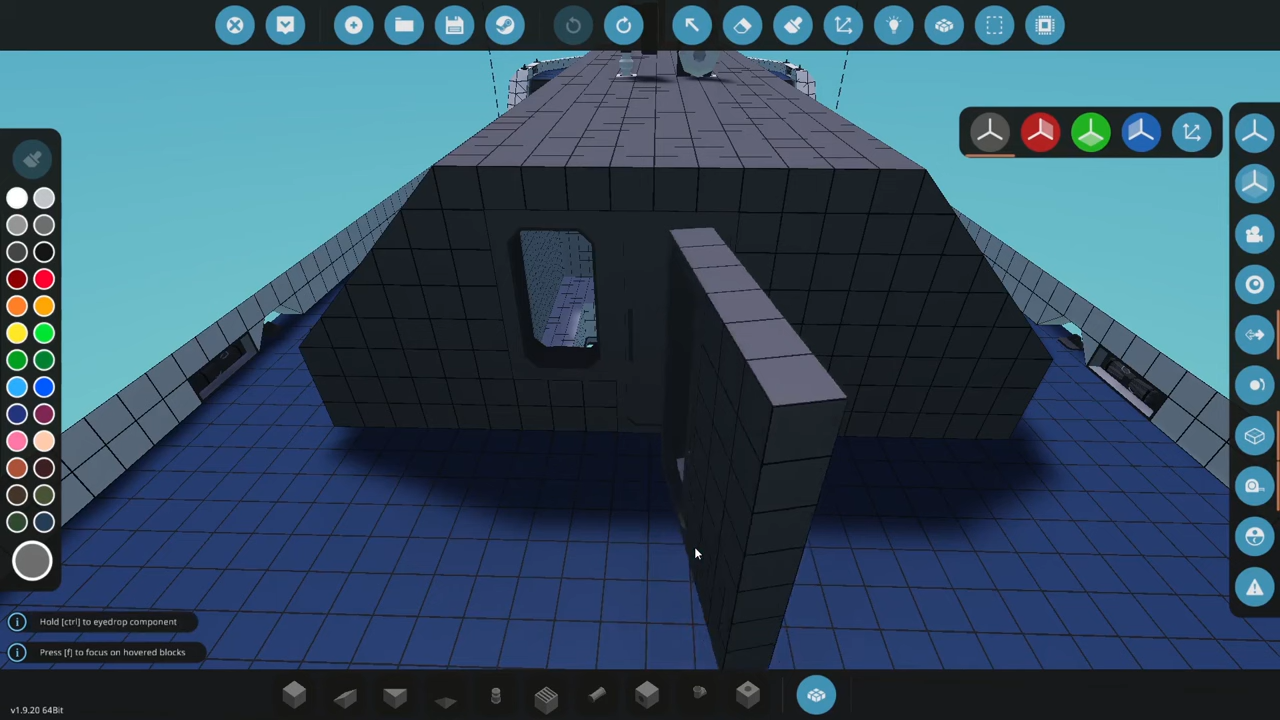 Hold [ctrl] to eyedrop component
Press [f] to focus on hovered blocks
v1.9.20 64Bit